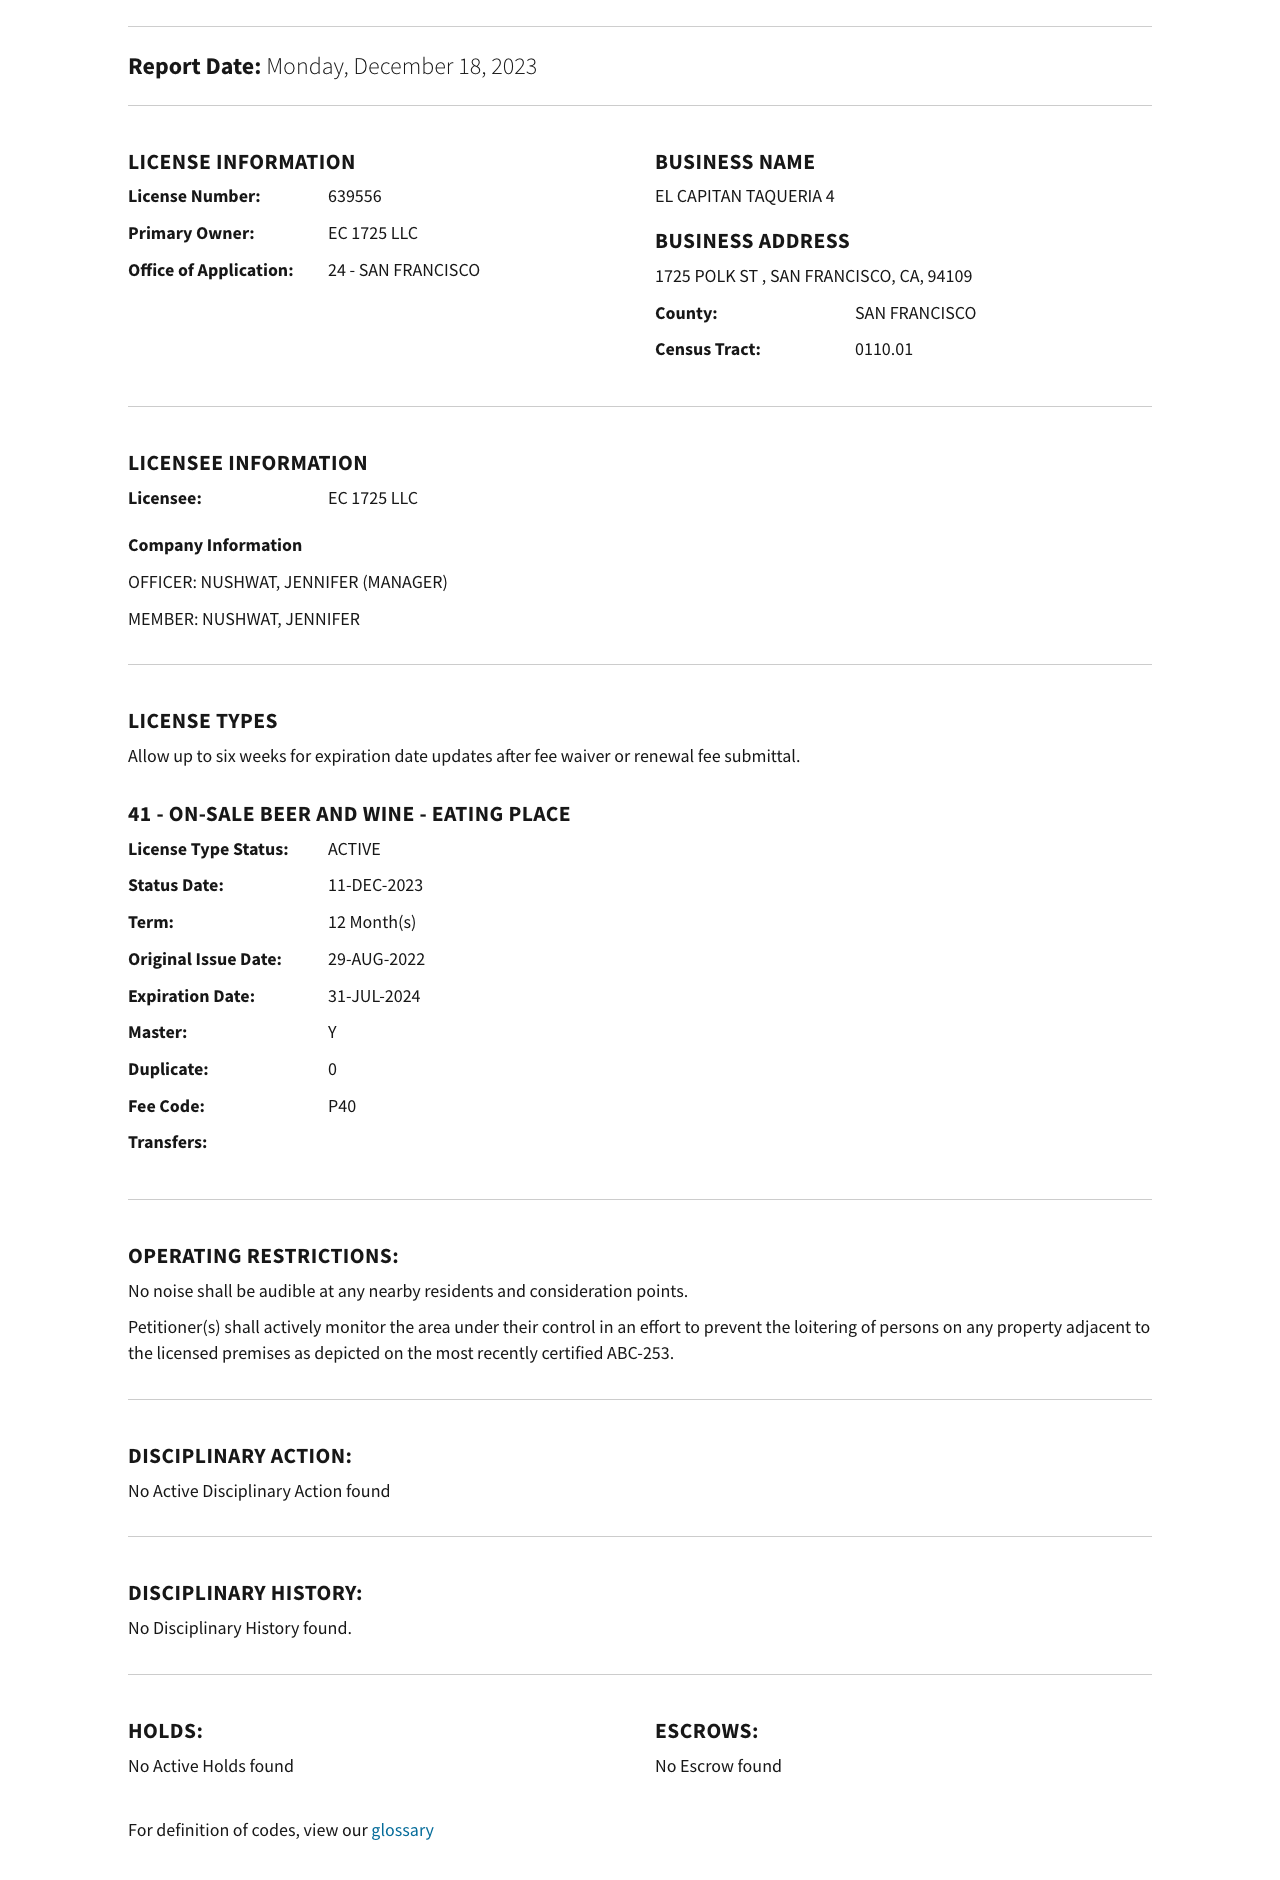 Report Date: Monday, December 18, 2023
LICENSE INFORMATION
License Number: 639556
Primary Owner: EC 1725 LLC
Office of Application: 24 - SAN FRANCISCO
BUSINESS NAME
EL CAPITAN TAQUERIA 4
BUSINESS ADDRESS
1725 POLK ST , SAN FRANCISCO, CA, 94109
County: SAN FRANCISCO
Census Tract: 0110.01
LICENSEE INFORMATION
Licensee: EC 1725 LLC
Company Information
OFFICER: NUSHWAT, JENNIFER (MANAGER)
MEMBER: NUSHWAT, JENNIFER
LICENSE TYPES
Allow up to six weeks for expiration date updates after fee waiver or renewal fee submittal.
41 - ON-SALE BEER AND WINE - EATING PLACE
License Type Status: ACTIVE
Status Date: 11-DEC-2023
Term: 12 Month(s)
Original Issue Date: 29-AUG-2022
Expiration Date: 31-JUL-2024
Master: Y
Duplicate: 0
Fee Code: P40
Transfers:
OPERATING RESTRICTIONS:
No noise shall be audible at any nearby residents and consideration points.
Petitioner(s) shall actively monitor the area under their control in an effort to prevent the loitering of persons on any property adjacent to
the licensed premises as depicted on the most recently certified ABC-253.
DISCIPLINARY ACTION:
No Active Disciplinary Action found
DISCIPLINARY HISTORY:
No Disciplinary History found.
HOLDS:
No Active Holds found
ESCROWS:
No Escrow found
For definition of codes, view our glossary